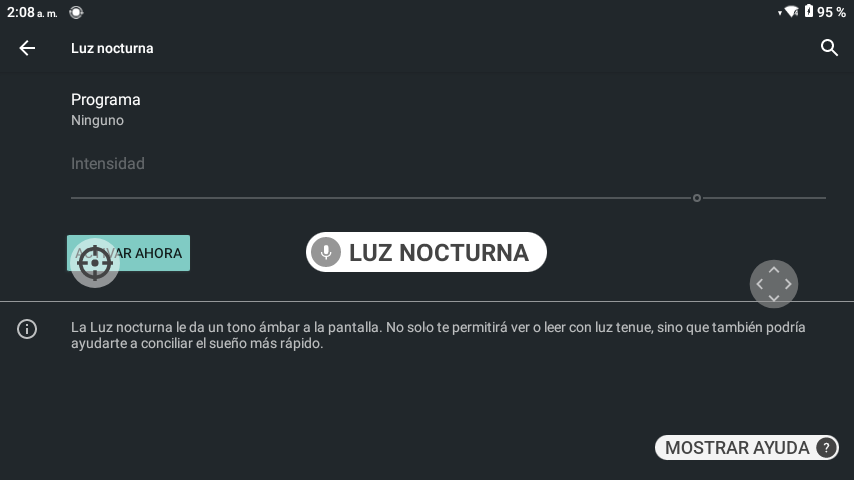 2:08 a. m.
95 %
Luz nocturna
Programa
Ninguno
Intensidad
ACTIVAR AHORA
LUZ NOCTURNA
La Luz nocturna le da un tono ámbar a la pantalla. No solo te permitirá ver o leer con luz tenue, sino que también podría
ayudarte a conciliar el sueño más rápido.
MOSTRAR AYUDA ?